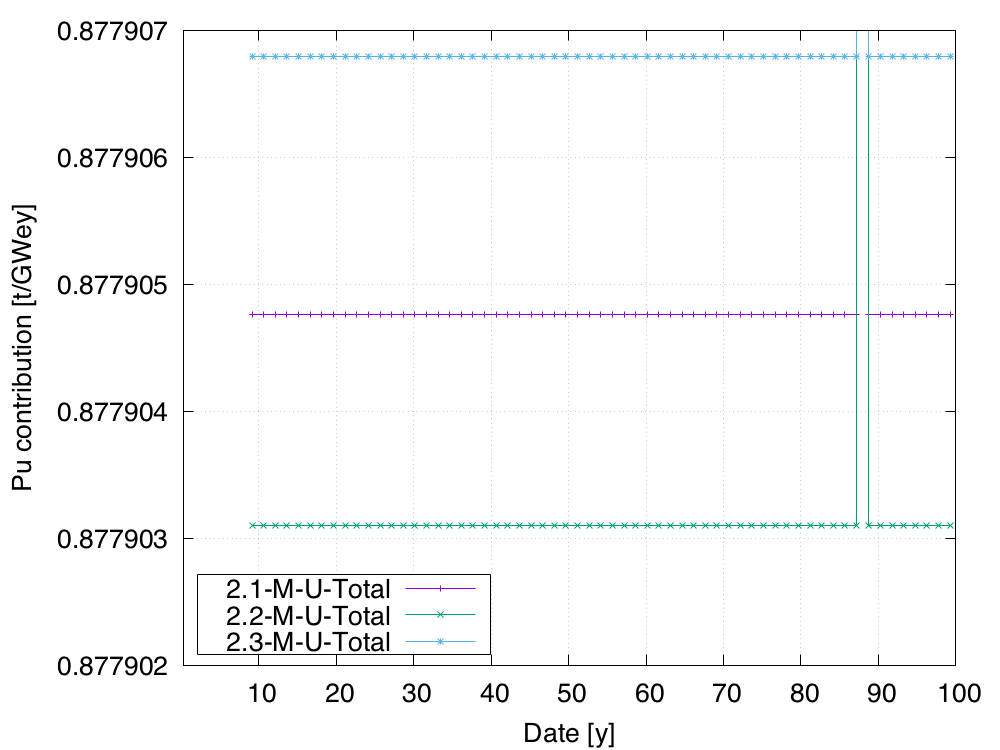 0.877907
0.877906
0.877905
0.877904
0.877903
0.877902
Pu contribution [t/GWey]
2.1-M-U-Total
2.2-M-U-Total
2.3-M-U-Total
10 20 30 40 50 60 70 80 90 100
Date [y]